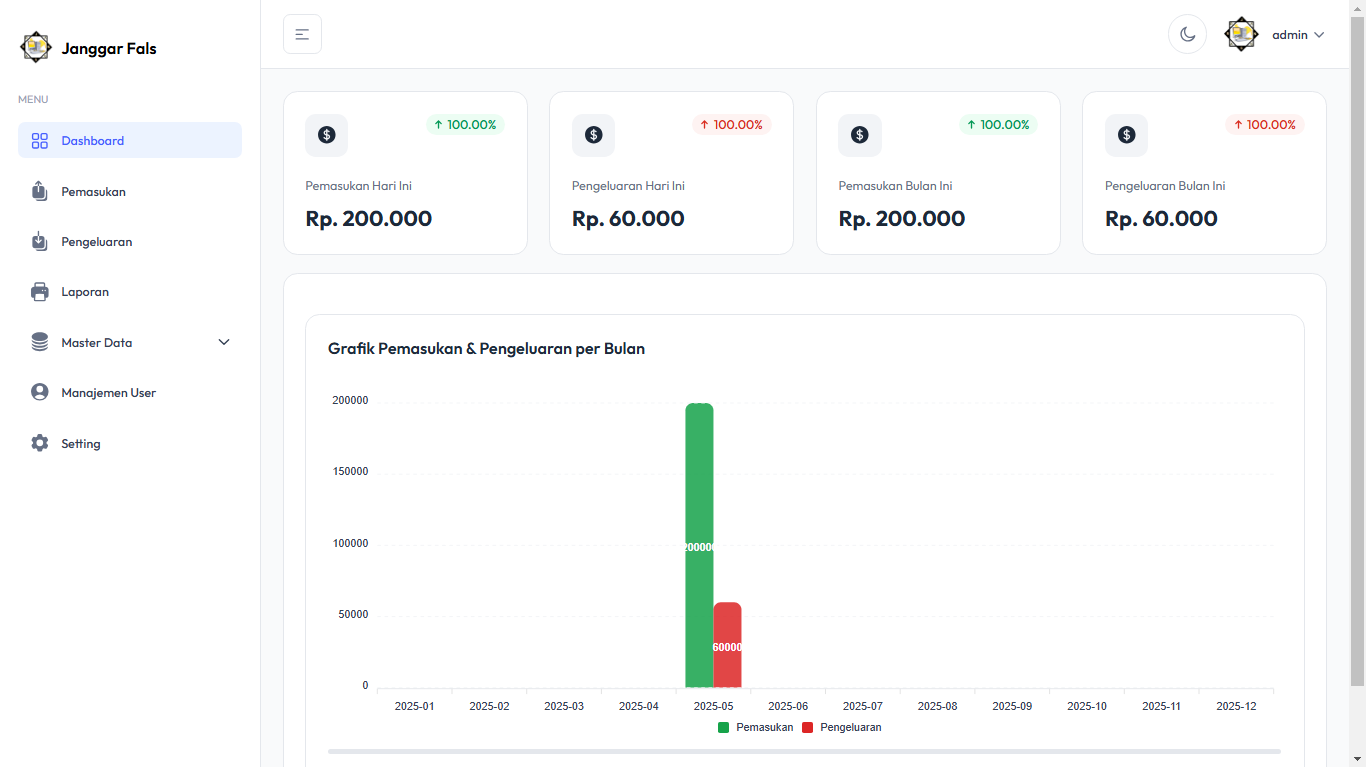 Janggar Fals
admin
MENU
Dashboard
Pemasukan
Pengeluaran
Laporan
Master Data
Manajemen User
Setting
↑ 100.00%
Pemasukan Hari Ini
Rp. 200.000
↑ 100.00%
Pengeluaran Hari Ini
Rp. 60.000
↑ 100.00%
Pemasukan Bulan Ini
Rp. 200.000
↑ 100.00%
Pengeluaran Bulan Ini
Rp. 60.000
Grafik Pemasukan & Pengeluaran per Bulan
200000
150000
100000
50000
0
200000
60000
2025-01 2025-02 2025-03 2025-04 2025-05 2025-06 2025-07 2025-08 2025-09 2025-10 2025-11 2025-12
Pemasukan Pengeluaran